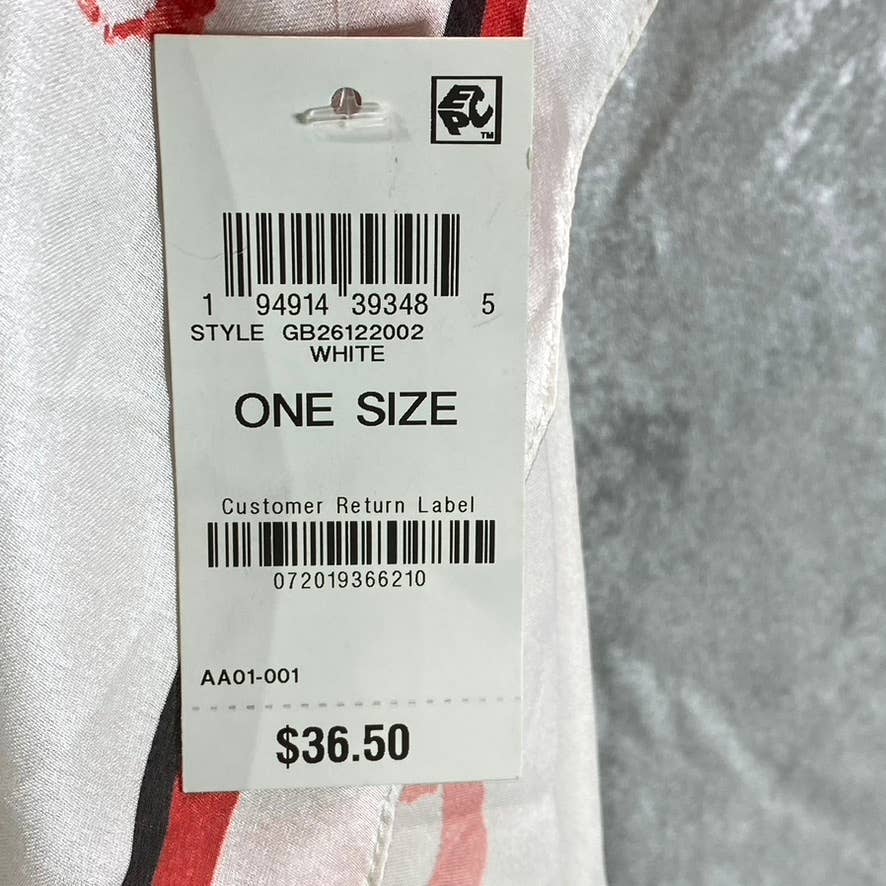 EPC
TM
1 94914 39348 5
STYLE GB26122002
WHITE
ONE SIZE
Customer Return Label
072019366210
AA01-001
$36.50